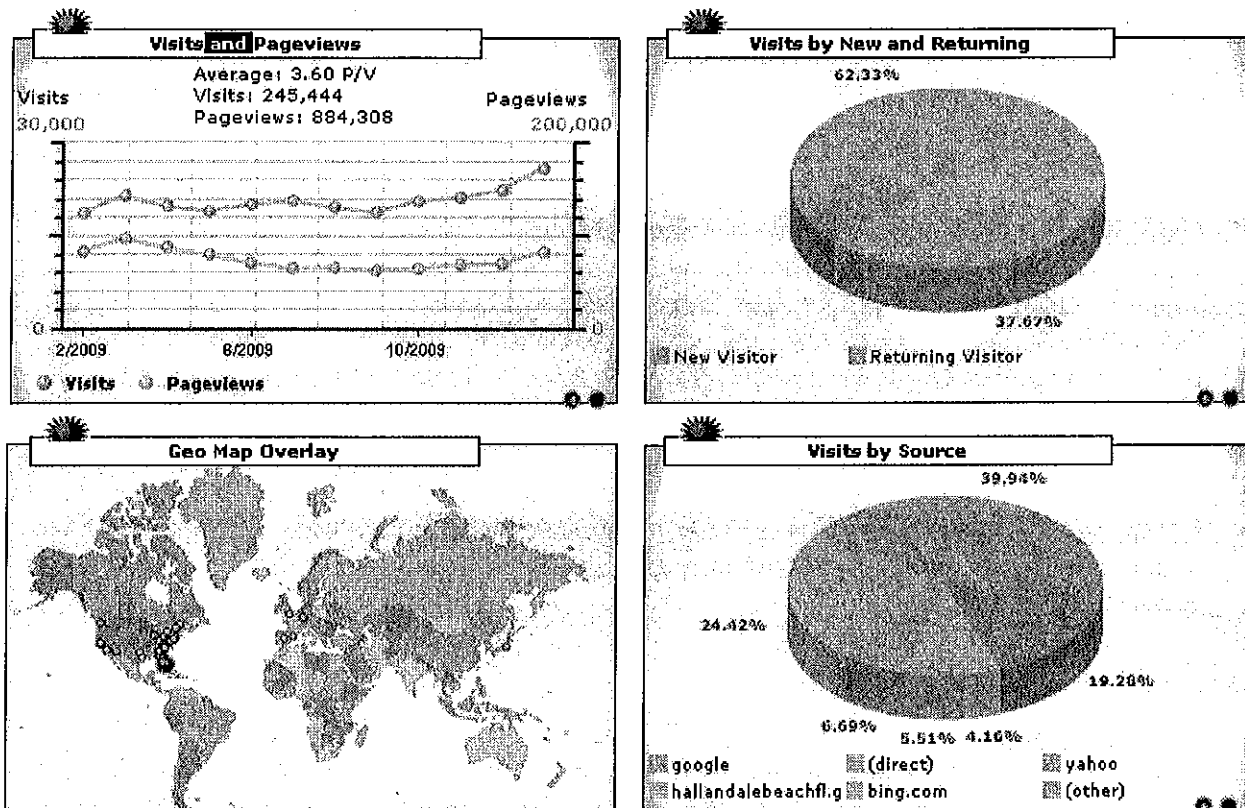 Visits and Pageviews
Average: 3.60 P/V
Visits: 245,444
Pageviews: 884,308
Visits
Pageviews
30,000
200,000
0
0
2/2009
6/2009
10/2009
Visits
Pageviews
Visits by New and Returning
62.33%
37.67%
New Visitor
Returning Visitor
Geo Map Overlay
Visits by Source
39.94%
24.42%
19.28%
6.69%
5.51%
4.16%
google
(direct)
yahoo
hallandalebeachfl.g
bing.com
(other)